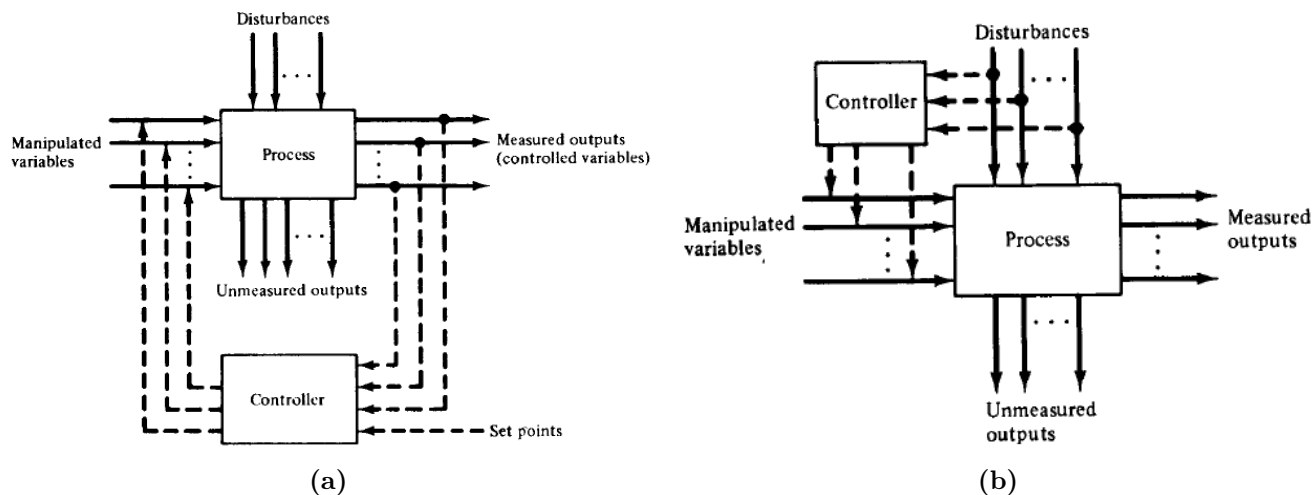 Disturbances
Manipulated
variables
Process
Measured outputs
(controlled variables)
Unmeasured outputs
Controller
Set points
(a)
Disturbances
Controller
Manipulated
variables
Process
Measured
outputs
Unmeasured
outputs
(b)